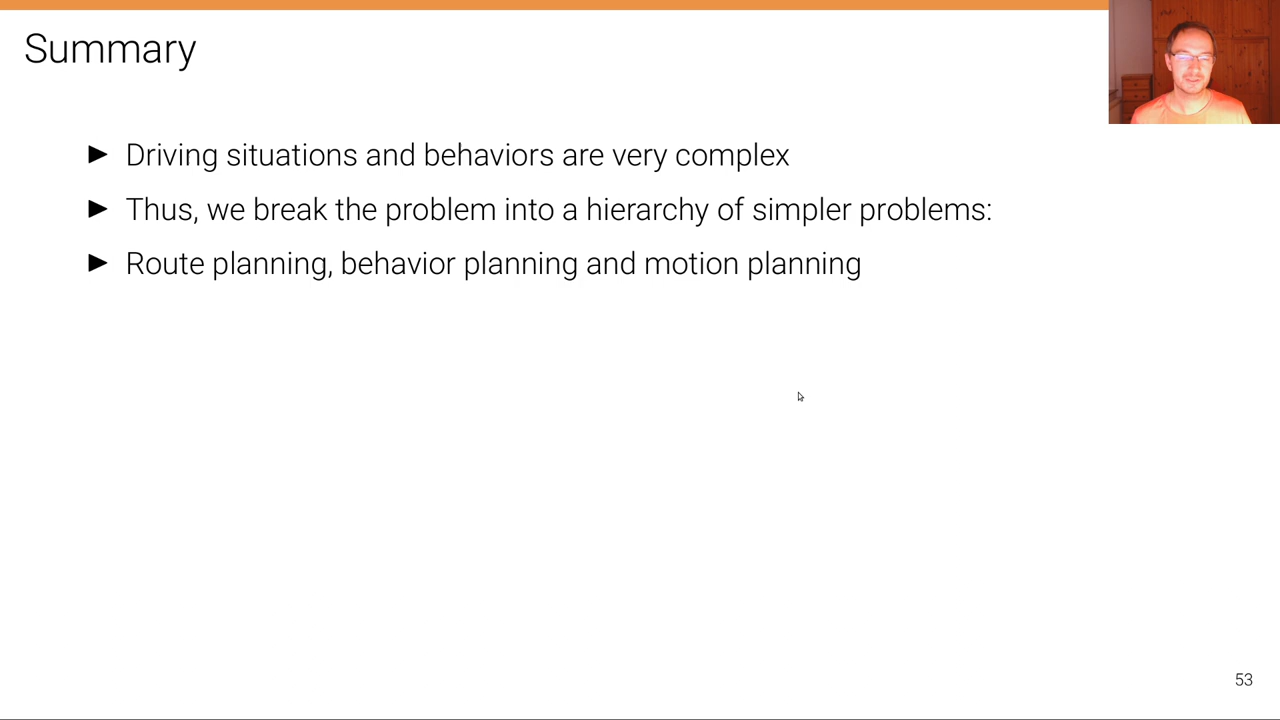 Summary
► Driving situations and behaviors are very complex
► Thus, we break the problem into a hierarchy of simpler problems:
► Route planning, behavior planning and motion planning
53